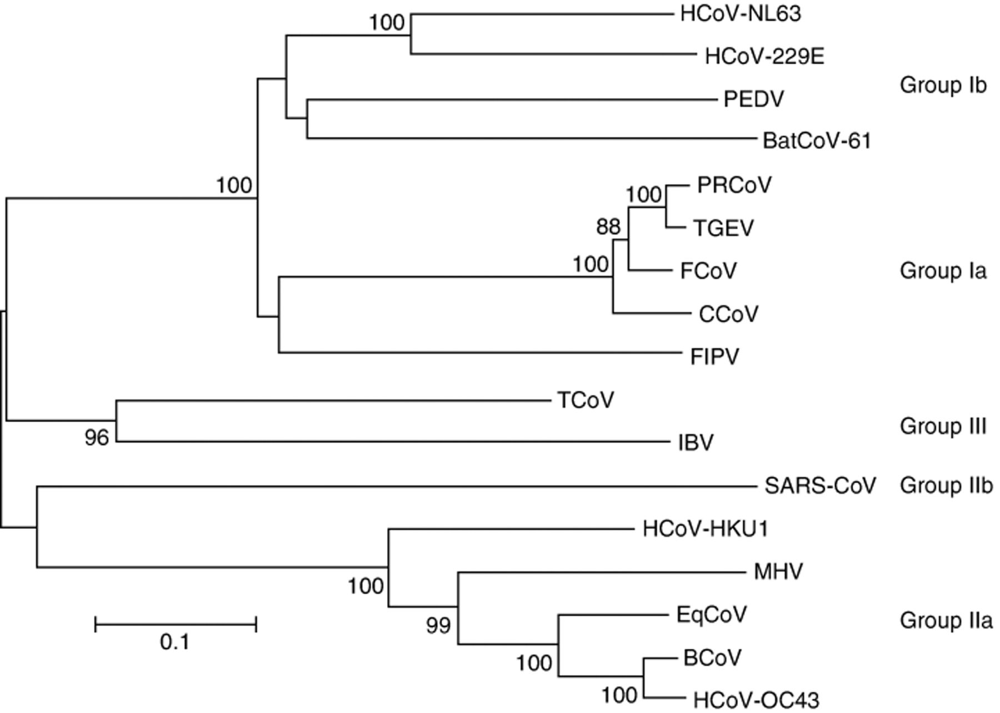 HCoV-NL63
100
HCoV-229E
Group Ib
PEDV
BatCoV-61
100
PRCoV
100
TGEV
88
100
FCoV
Group Ia
CCoV
FIPV
TCoV
96
Group III
IBV
SARS-CoV Group IIb
HCoV-HKU1
100
MHV
99
EqCoV
Group IIa
0.1
100
BCoV
100
HCoV-OC43